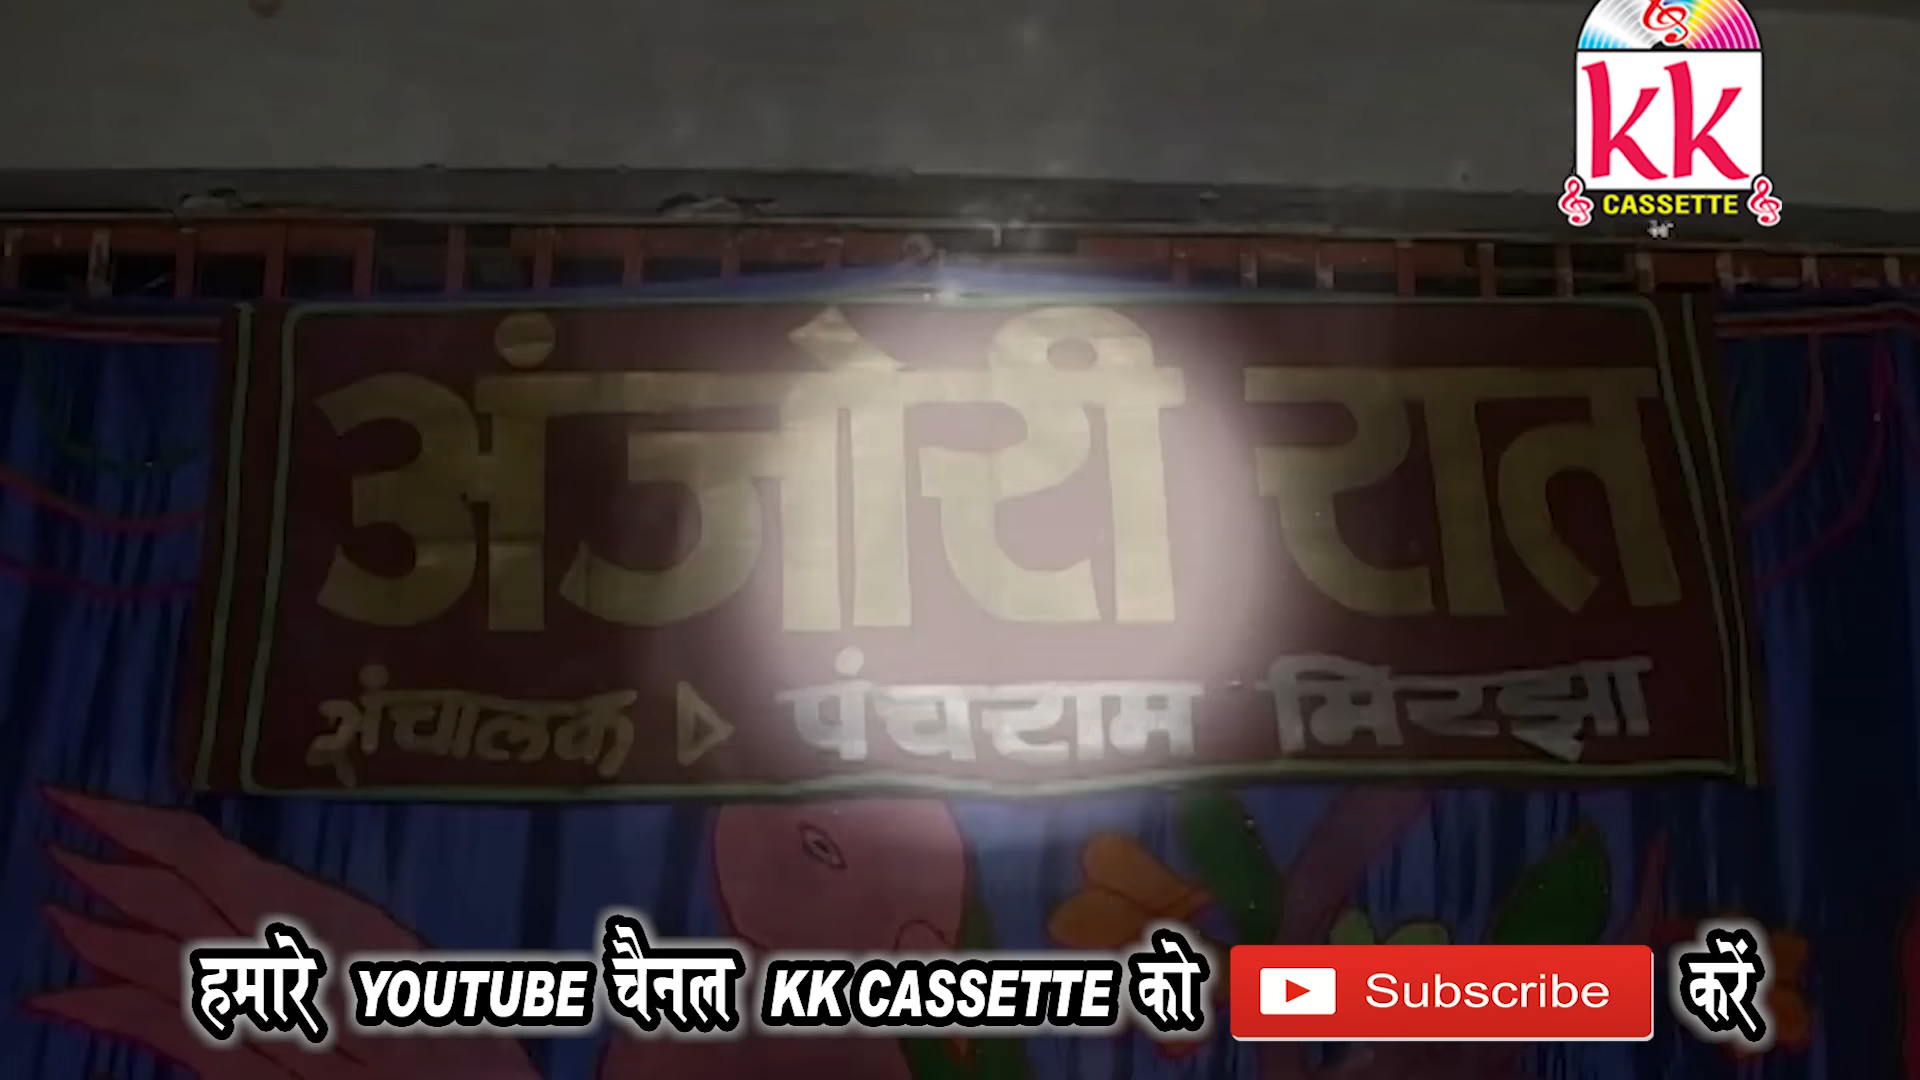 kk
CASSETTE
अंजोरी रात
संचालक पंचराम मिरझा
हमारे YOUTUBE चैनल KK CASSETTE को Subscribe करें